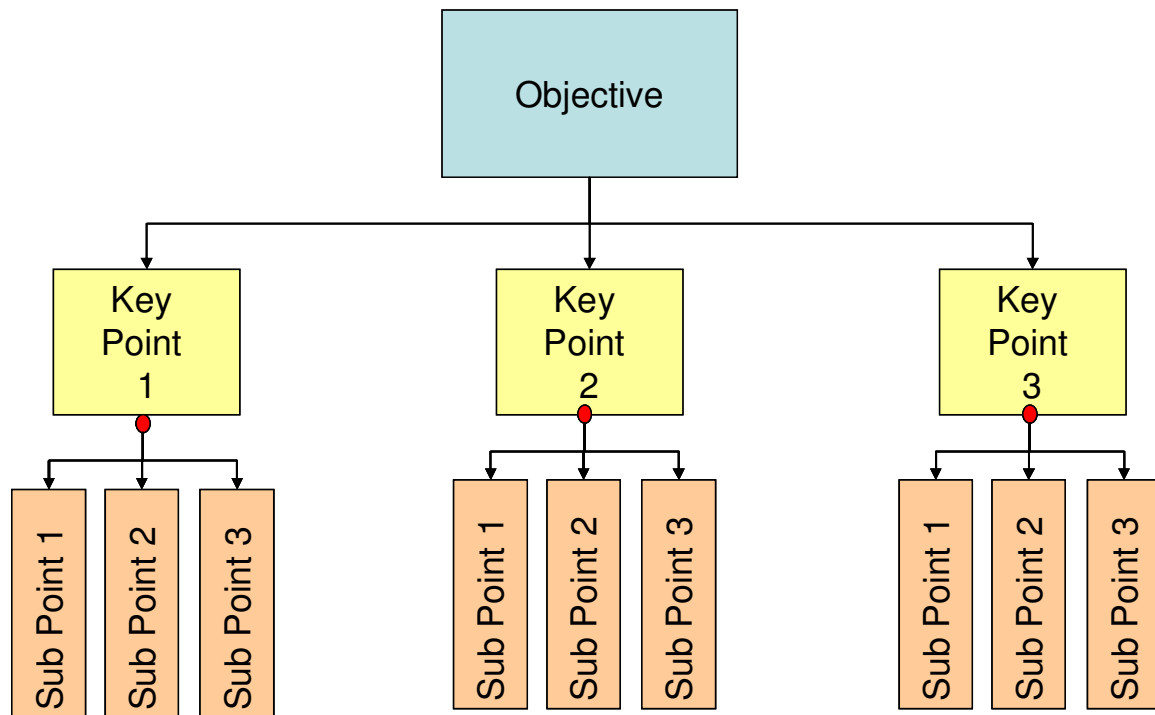 Objective
Key
Point
1
Key
Point
2
Key
Point
3
Sub Point 1
Sub Point 2
Sub Point 3
Sub Point 1
Sub Point 2
Sub Point 3
Sub Point 1
Sub Point 2
Sub Point 3